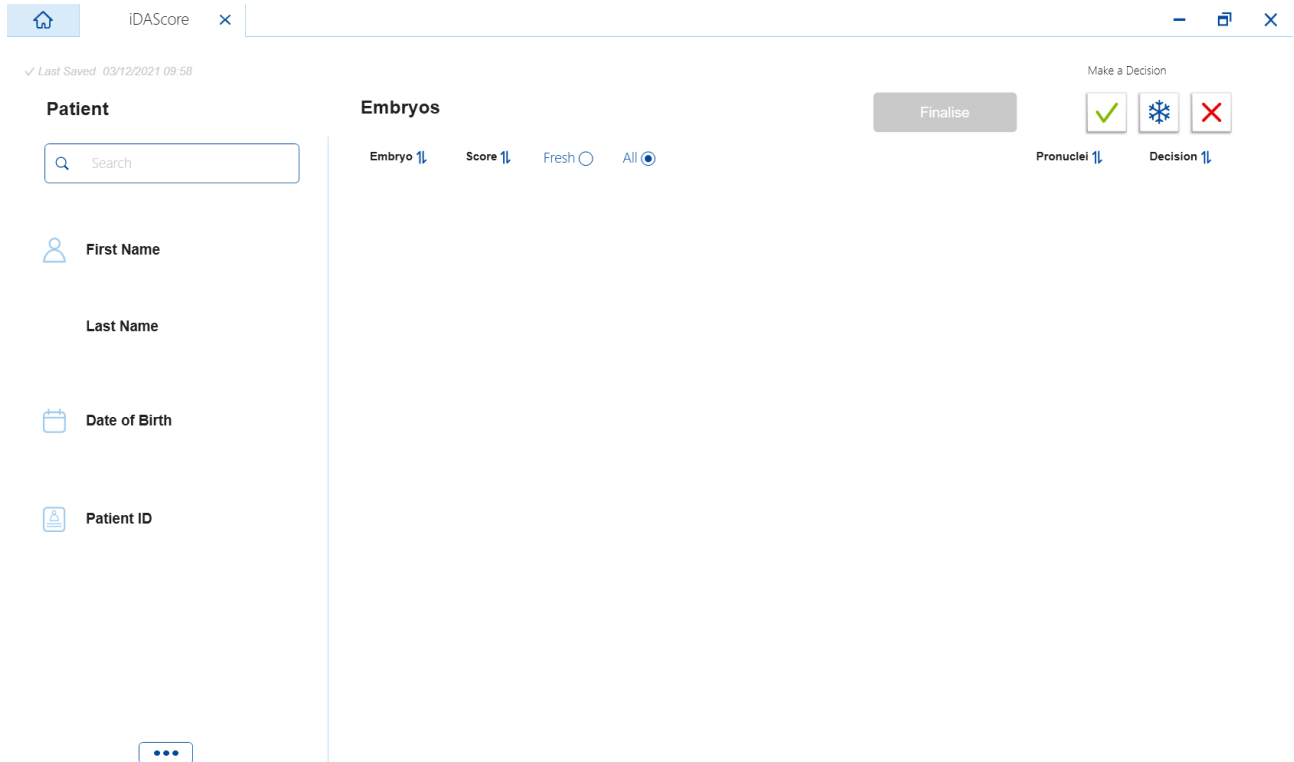 iDAScore
Last Saved 03/12/2021 09:58
Make a Decision
Patient
Embryos
Finalise
Search
Embryo
Score
Fresh
All
Pronuclei
Decision
First Name
Last Name
Date of Birth
Patient ID